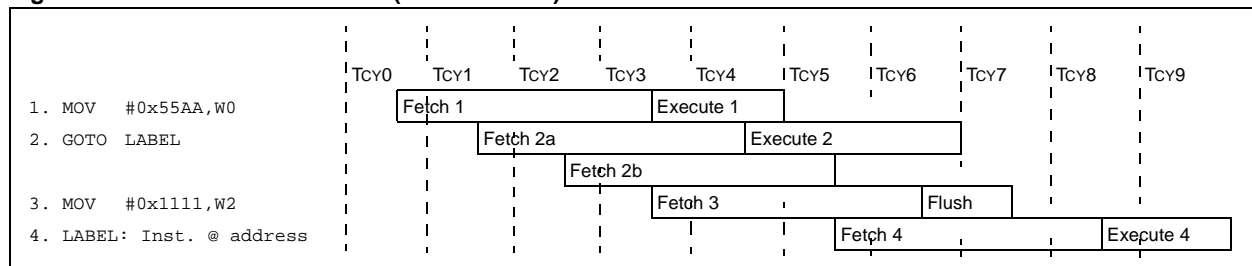 TCY0 TCY1 TCY2 TCY3 TCY4 TCY5 TCY6 TCY7 TCY8 TCY9
1. MOV #0x55AA,W0 Fetch 1 Execute 1
2. GOTO LABEL Fetch 2a Execute 2
Fetch 2b
3. MOV #0x1111,W2 Fetch 3 Flush
4. LABEL: Inst. @ address Fetch 4 Execute 4